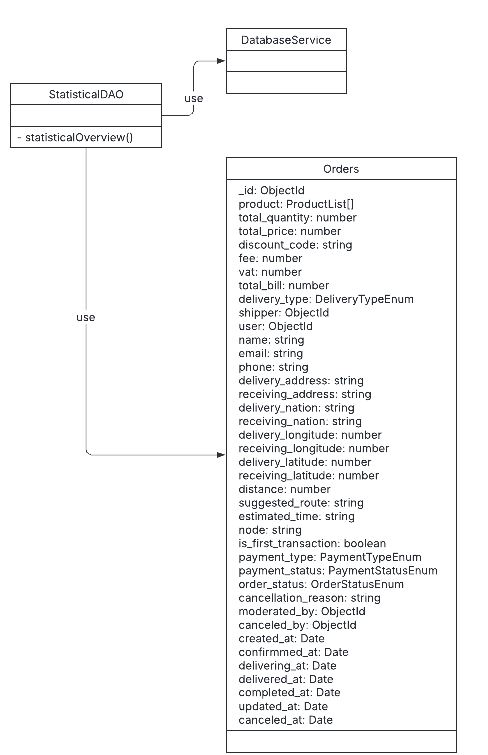 DatabaseService
StatisticalDAO
use
- statisticalOverview()
use
Orders
_id: ObjectId
product: ProductList[]
total_quantity: number
total_price: number
discount_code: string
fee: number
vat: number
total_bill: number
delivery_type: DeliveryTypeEnum
shipper: ObjectId
user: ObjectId
name: string
email: string
phone: string
delivery_address: string
receiving_address: string
delivery_nation: string
receiving_nation: string
delivery_longitude: number
receiving_longitude: number
delivery_latitude: number
receiving_latitude: number
distance: number
suggested_route: string
estimated_time: string
node: string
is_first_transaction: boolean
payment_type: PaymentTypeEnum
payment_status: PaymentStatusEnum
order_status: OrderStatusEnum
cancellation_reason: string
moderated_by: ObjectId
canceled_by: ObjectId
created_at: Date
confirmmed_at: Date
delivering_at: Date
delivered_at: Date
completed_at: Date
updated_at: Date
canceled_at: Date